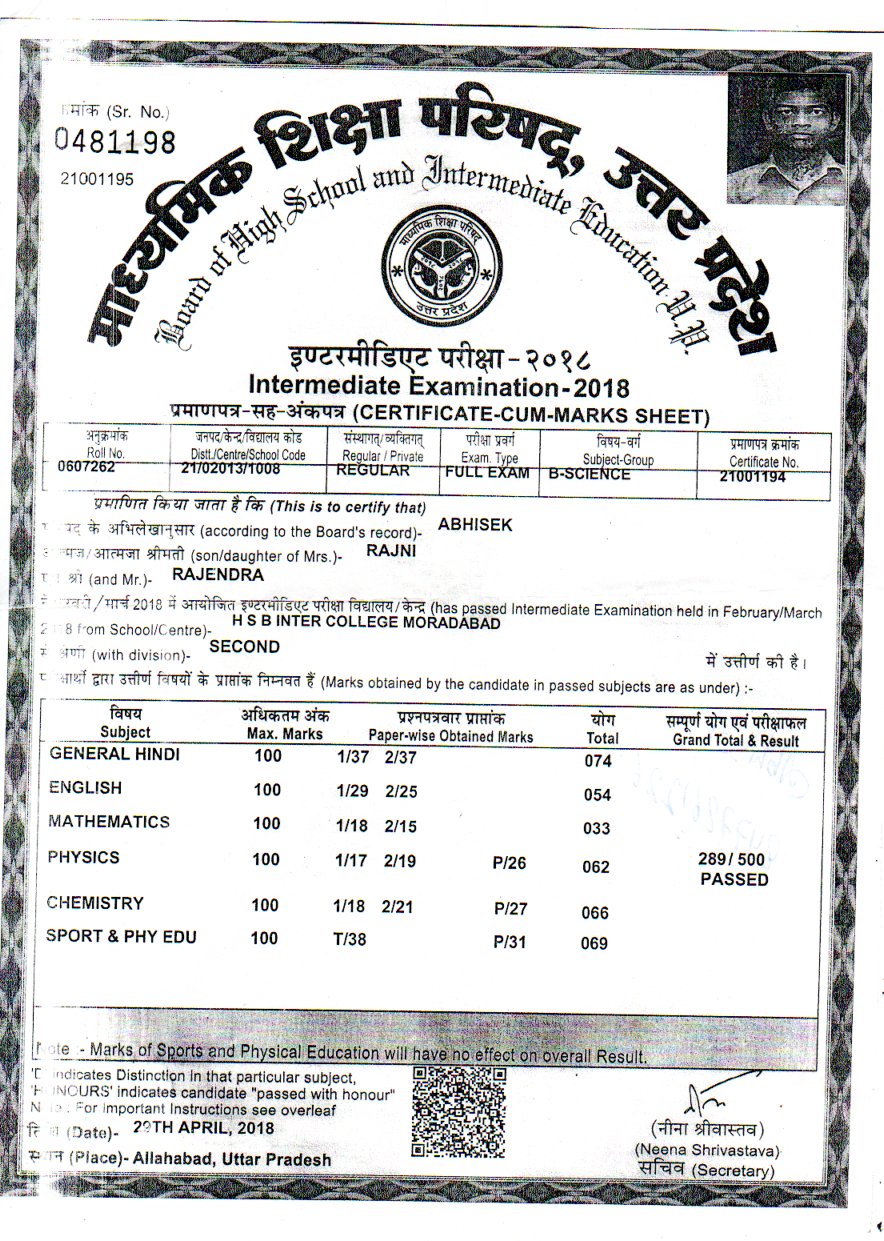 क्रमांक (Sr. No.)
0481198
21001195
माध्यमिक शिक्षा परिषद्, उत्तर प्रदेश
Board of High School and Intermediate Education U.P.
माध्यमिक शिक्षा परिषद्
उत्तर प्रदेश
इण्टरमीडिएट परीक्षा-२०१८
Intermediate Examination-2018
प्रमाणपत्र-सह-अंकपत्र (CERTIFICATE-CUM-MARKS SHEET)
अनुक्रमांक जनपद/केन्द्र/विद्यालय कोड संस्थागत/व्यक्तिगत् परीक्षा प्रवर्ग विषय-वर्ग प्रमाणपत्र क्रमांक
Roll No. Distt./Centre/School Code Regular / Private Exam. Type Subject-Group Certificate No.
0607262 21/02013/1008 REGULAR FULL EXAM B-SCIENCE 21001194
प्रमाणित किया जाता है कि (This is to certify that)
के अभिलेखानुसार (according to the Board's record)- ABHISEK
आत्मजा श्रीमती (son/daughter of Mrs.)- RAJNI
श्री (and Mr.)- RAJENDRA
मार्च 2018 में आयोजित इण्टरमीडिएट परीक्षा विद्यालय/केन्द्र (has passed Intermediate Examination held in February/March
from School/Centre)- H S B INTER COLLEGE MORADABAD
श्रेणी (with division)- SECOND में उत्तीर्ण की है।
द्वारा उत्तीर्ण विषयों के प्राप्तांक निम्नवत हैं (Marks obtained by the candidate in passed subjects are as under) :-
विषय अधिकतम अंक प्रश्नपत्रवार प्राप्तांक योग सम्पूर्ण योग एवं परीक्षाफल
Subject Max. Marks Paper-wise Obtained Marks Total Grand Total & Result
GENERAL HINDI 100 1/37 2/37 074
ENGLISH 100 1/29 2/25 054
MATHEMATICS 100 1/18 2/15 033
PHYSICS 100 1/17 2/19 P/26 062 289/500
PASSED
CHEMISTRY 100 1/18 2/21 P/27 066
SPORT & PHY EDU 100 T/38 P/31 069
Note - Marks of Sports and Physical Education will have no effect on overall Result.
'D' indicates Distinction in that particular subject,
'HONOURS' indicates candidate "passed with honour"
For Important Instructions see overleaf
(Date)- APRIL, 2018
(Place)- Allahabad, Uttar Pradesh
(नीना श्रीवास्तव)
(Neena Shrivastava)
सचिव (Secretary)